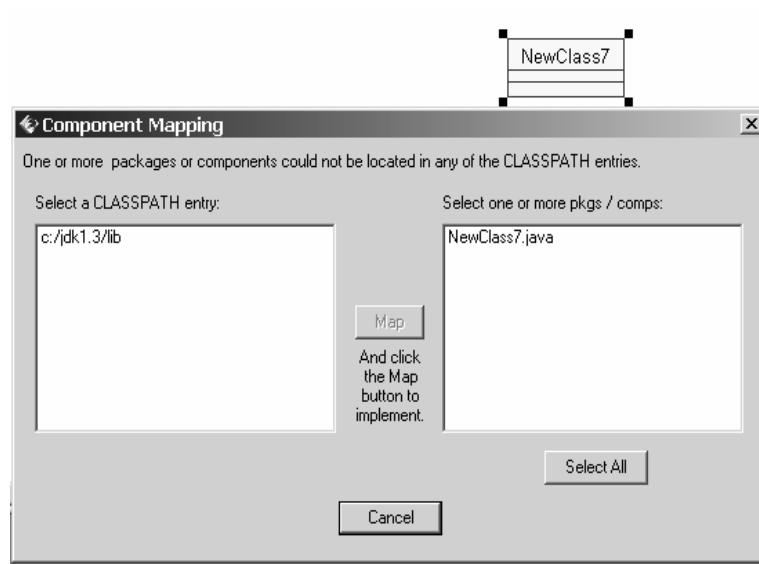 NewClass7
Component Mapping
One or more packages or components could not be located in any of the CLASSPATH entries.
Select a CLASSPATH entry:
Select one or more pkgs / comps:
c:/jdk1.3/lib
NewClass7.java
Map
And click
the Map
button to
implement.
Select All
Cancel